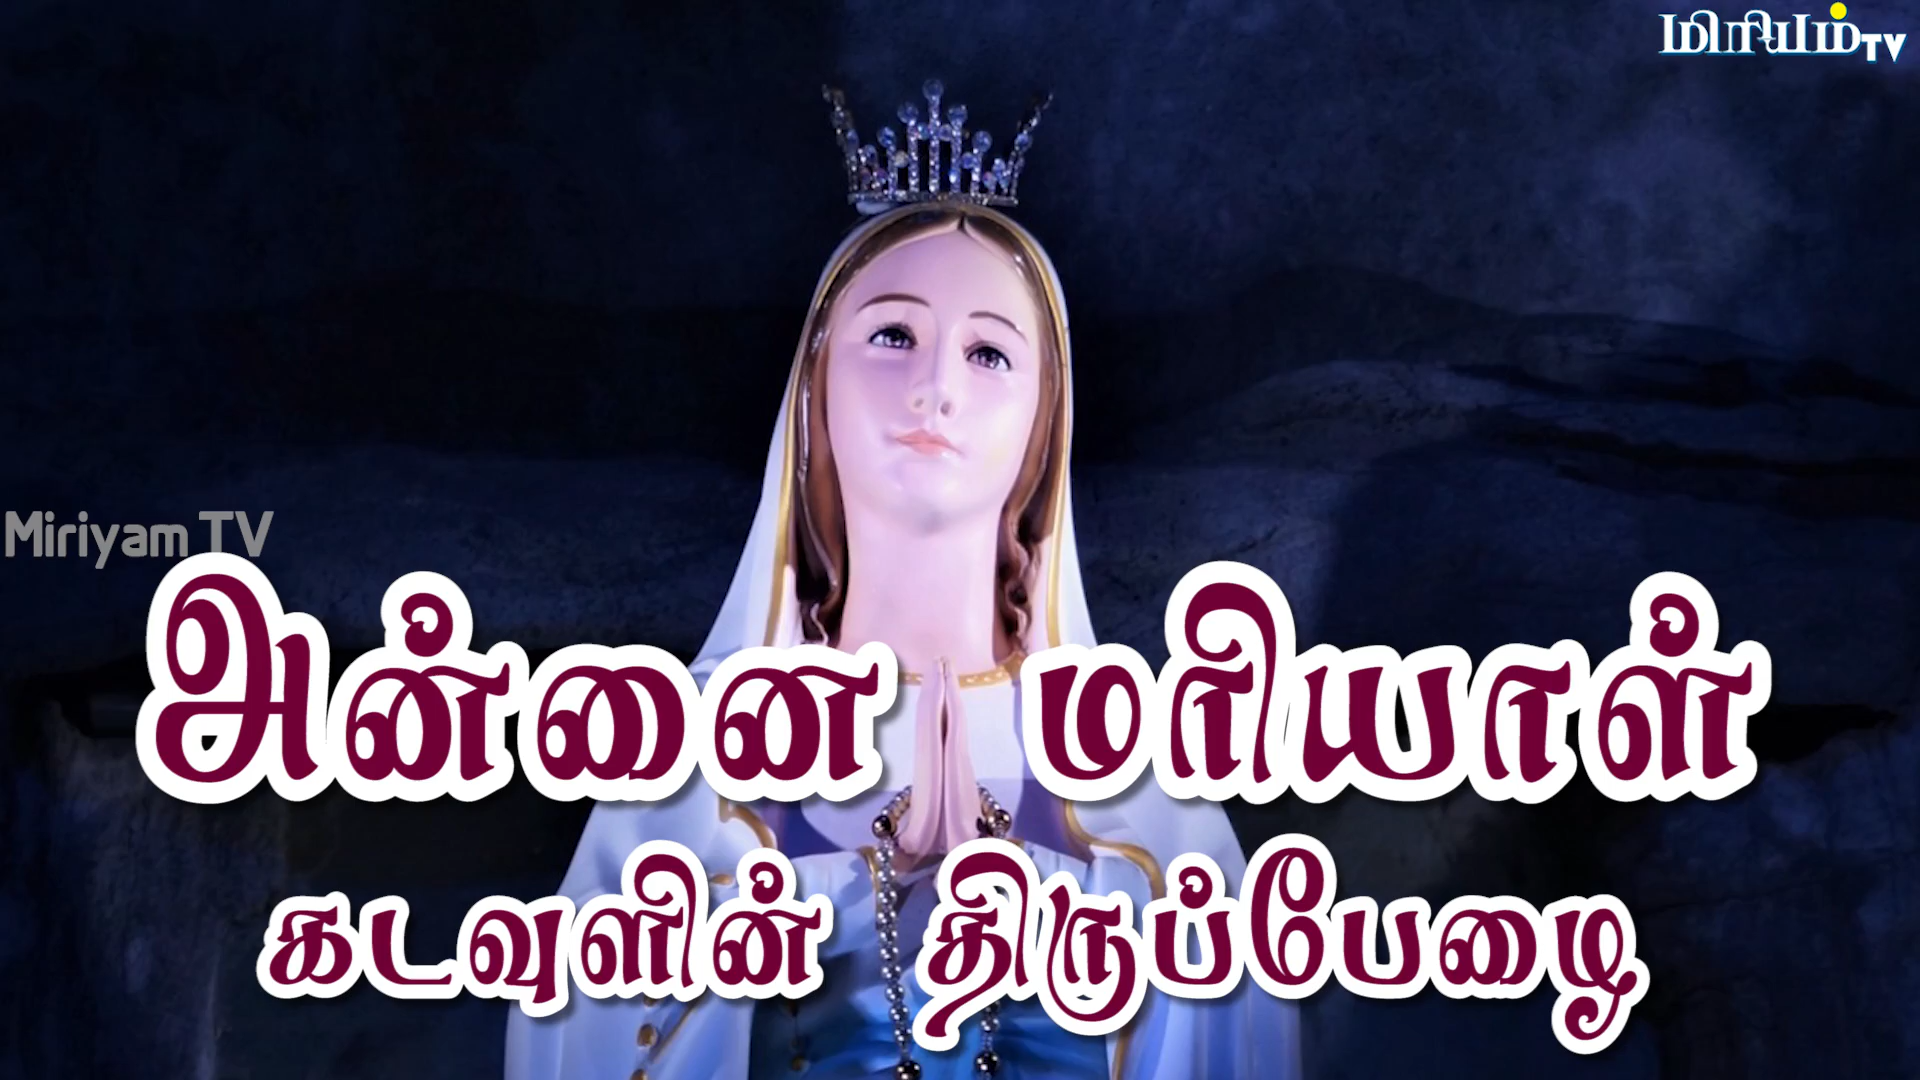 மிரியம் TV
Miriyam TV
அன்னை மரியாள்
கடவுளின் திருப்பேழை